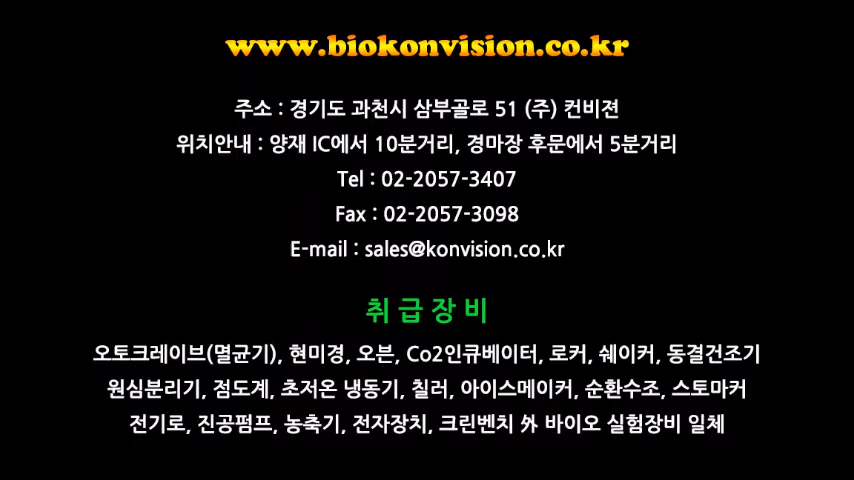 www.biokonvision.co.kr
주소 : 경기도 과천시 삼부골로 51 (주) 컨비젼
위치안내 : 양재 IC에서 10분거리, 경마장 후문에서 5분거리
Tel : 02-2057-3407
Fax : 02-2057-3098
E-mail : sales@konvision.co.kr
취 급 장 비
오토크레이브(멸균기), 현미경, 오븐, Co2인큐베이터, 로커, 쉐이커, 동결건조기
원심분리기, 점도계, 초저온 냉동기, 칠러, 아이스메이커, 순환수조, 스토마커
전기로, 진공펌프, 농축기, 전자장치, 크린벤치 外 바이오 실험장비 일체